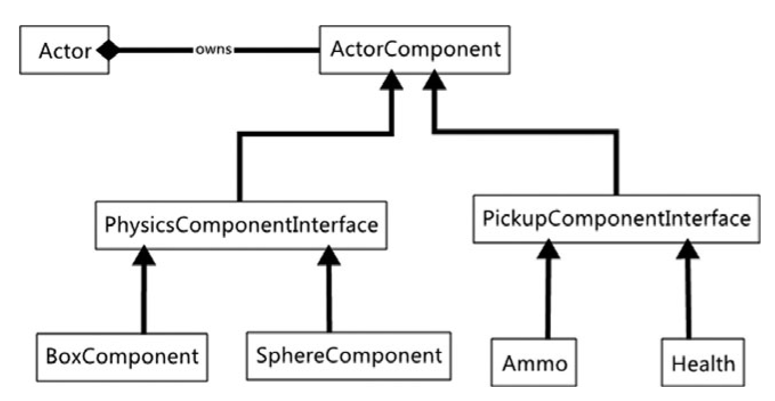 Actor
owns
ActorComponent
PhysicsComponentInterface
PickupComponentInterface
BoxComponent
SphereComponent
Ammo
Health